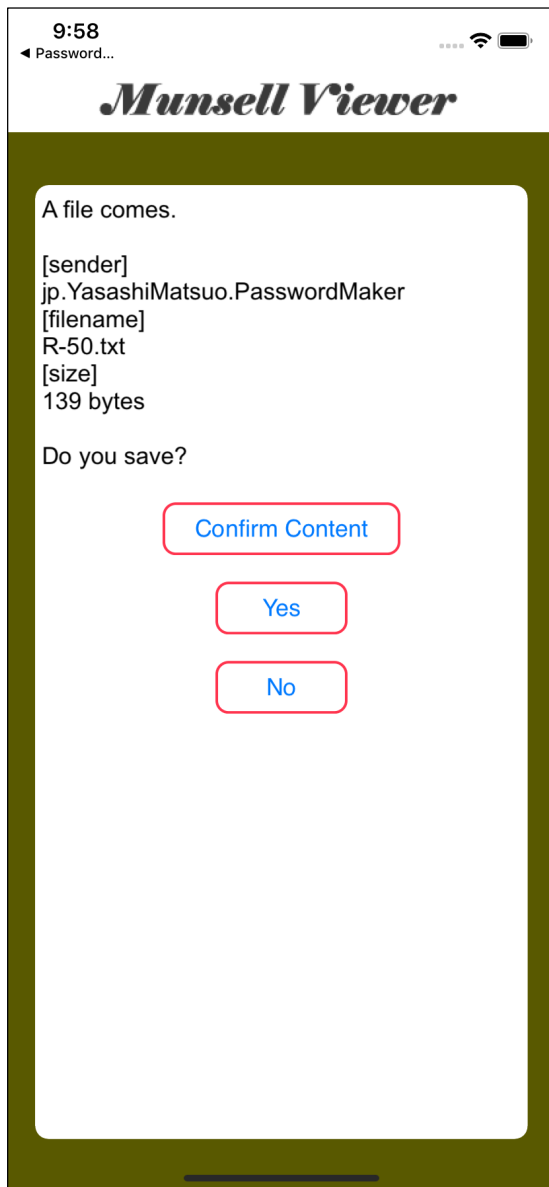 9:58
◀ Password...
Munsell Viewer
A file comes.
[sender]
jp.YasashiMatsuo.PasswordMaker
[filename]
R-50.txt
[size]
139 bytes
Do you save?
Confirm Content
Yes
No